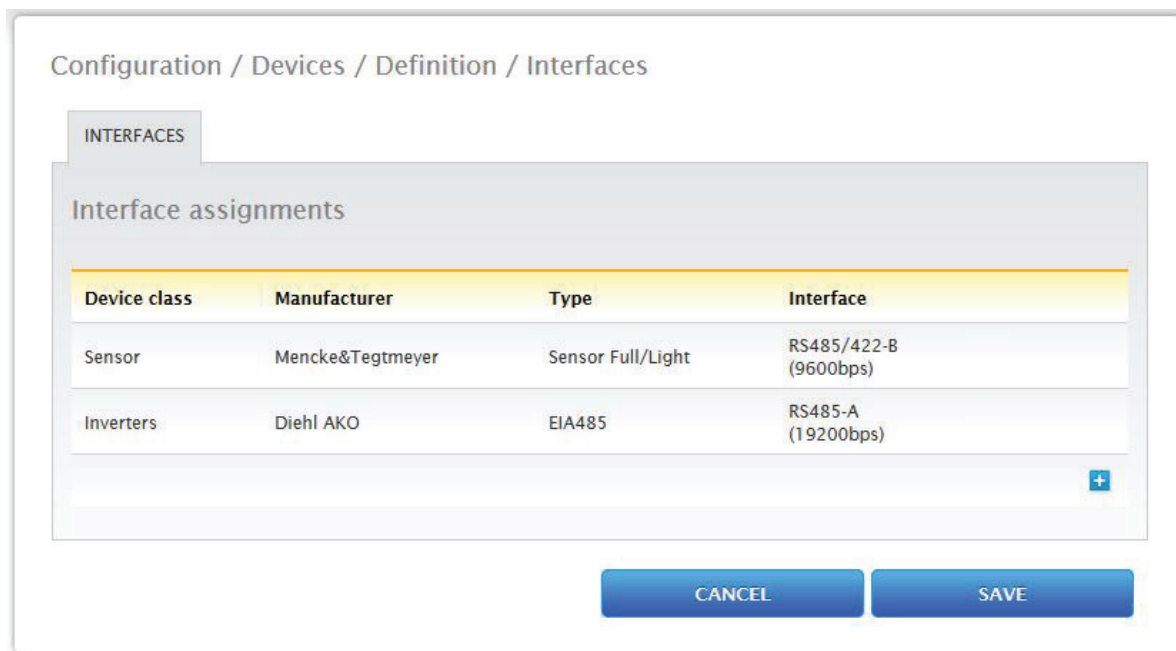 Configuration / Devices / Definition / Interfaces
INTERFACES
Interface assignments
Device class Manufacturer Type Interface
Sensor Mencke&Tegtmeyer Sensor Full/Light RS485/422-B
(9600bps)
Inverters Diehl AKO EIA485 RS485-A
(19200bps)
+
CANCEL SAVE